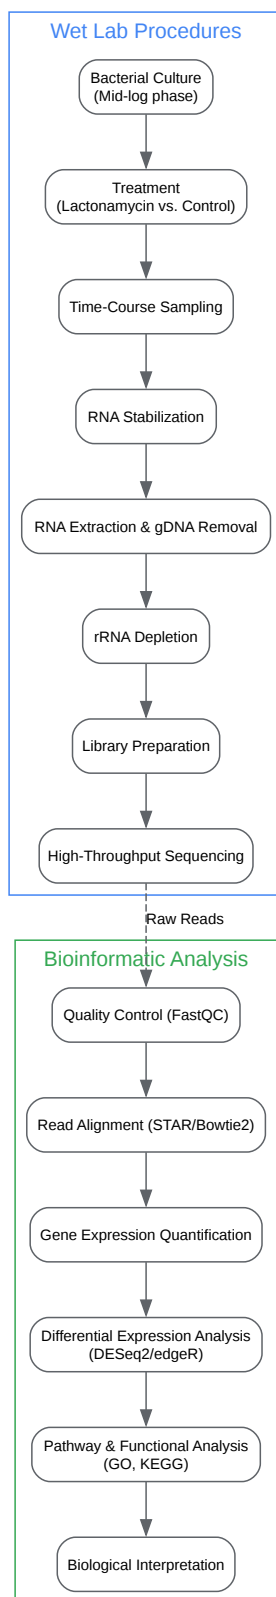 Wet Lab Procedures
Bacterial Culture
(Mid-log phase)
Treatment
(Lactonamycin vs. Control)
Time-Course Sampling
RNA Stabilization
RNA Extraction & gDNA Removal
rRNA Depletion
Library Preparation
High-Throughput Sequencing
Raw Reads
Bioinformatic Analysis
Quality Control (FastQC)
Read Alignment (STAR/Bowtie2)
Gene Expression Quantification
Differential Expression Analysis
(DESeq2/edgeR)
Pathway & Functional Analysis
(GO, KEGG)
Biological Interpretation